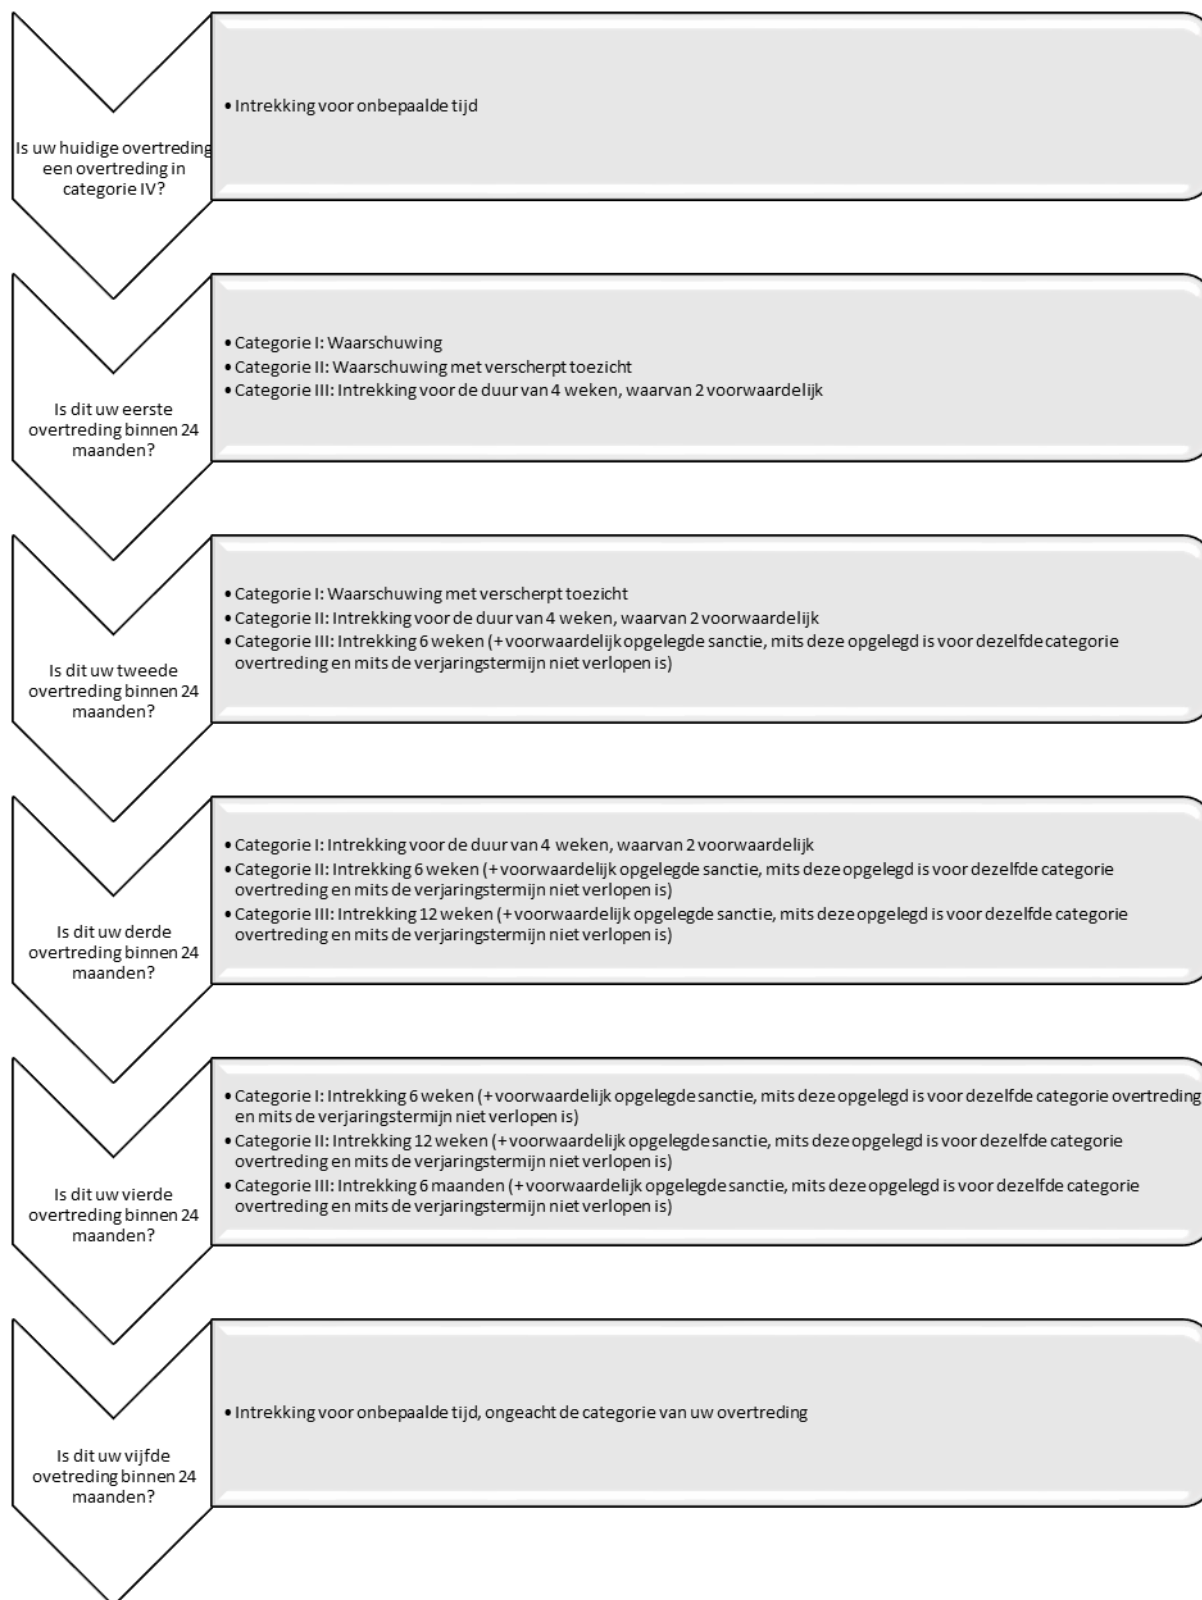 Is uw huidige overtreding
een overtreding in
categorie IV?
• Intrekking voor onbepaalde tijd
Is dit uw eerste
overtreding binnen 24
maanden?
• Categorie I: Waarschuwing
• Categorie II: Waarschuwing met verscherpt toezicht
• Categorie III: Intrekking voor de duur van 4 weken, waarvan 2 voorwaardelijk
Is dit uw tweede
overtreding binnen 24
maanden?
• Categorie I: Waarschuwing met verscherpt toezicht
• Categorie II: Intrekking voor de duur van 4 weken, waarvan 2 voorwaardelijk
• Categorie III: Intrekking 6 weken (+ voorwaardelijk opgelegde sanctie, mits deze opgelegd is voor dezelfde categorie
overtreding en mits de verjaringstermijn niet verlopen is)
Is dit uw derde
overtreding binnen 24
maanden?
• Categorie I: Intrekking voor de duur van 4 weken, waarvan 2 voorwaardelijk
• Categorie II: Intrekking 6 weken (+ voorwaardelijk opgelegde sanctie, mits deze opgelegd is voor dezelfde categorie
overtreding en mits de verjaringstermijn niet verlopen is)
• Categorie III: Intrekking 12 weken (+ voorwaardelijk opgelegde sanctie, mits deze opgelegd is voor dezelfde categorie
overtreding en mits de verjaringstermijn niet verlopen is)
Is dit uw vierde
overtreding binnen 24
maanden?
• Categorie I: Intrekking 6 weken (+ voorwaardelijk opgelegde sanctie, mits deze opgelegd is voor dezelfde categorie overtreding
en mits de verjaringstermijn niet verlopen is)
• Categorie II: Intrekking 12 weken (+ voorwaardelijk opgelegde sanctie, mits deze opgelegd is voor dezelfde categorie
overtreding en mits de verjaringstermijn niet verlopen is)
• Categorie III: Intrekking 6 maanden (+ voorwaardelijk opgelegde sanctie, mits deze opgelegd is voor dezelfde categorie
overtreding en mits de verjaringstermijn niet verlopen is)
Is dit uw vijfde
ovetreding binnen 24
maanden?
• Intrekking voor onbepaalde tijd, ongeacht de categorie van uw overtreding